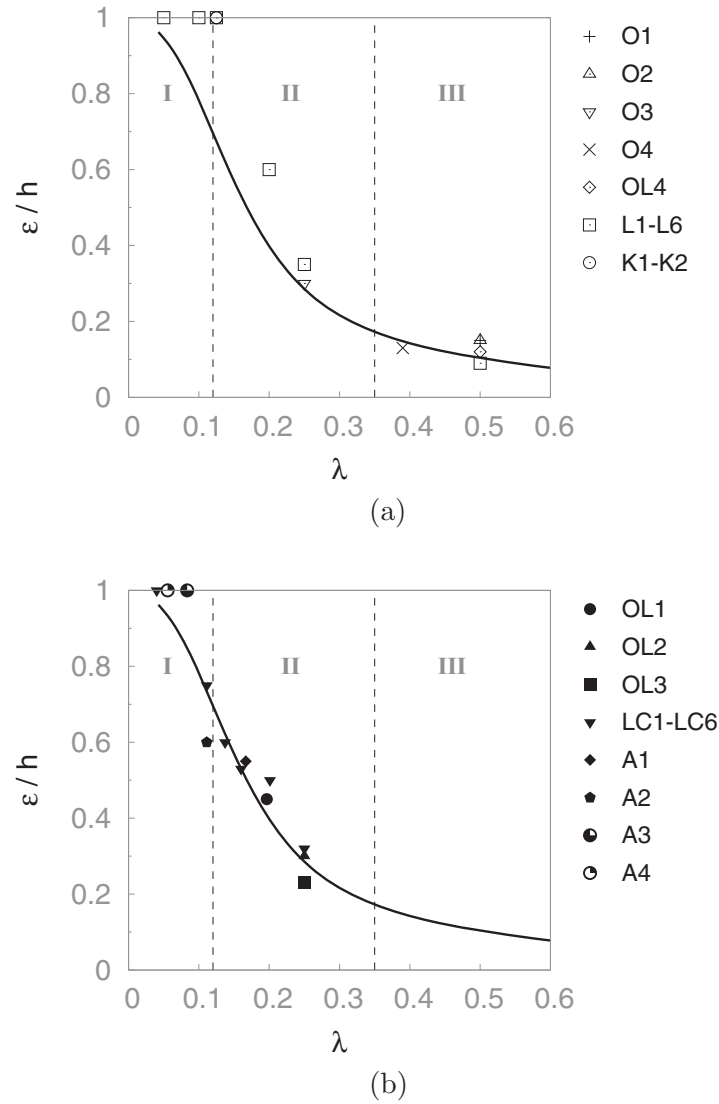 1
0.8
0.6
0.4
0.2
0
ε / h
I II III
0 0.1 0.2 0.3 0.4 0.5 0.6
λ
O1
O2
O3
O4
OL4
L1-L6
K1-K2
(a)
1
0.8
0.6
0.4
0.2
0
ε / h
I II III
0 0.1 0.2 0.3 0.4 0.5 0.6
λ
OL1
OL2
OL3
LC1-LC6
A1
A2
A3
A4
(b)